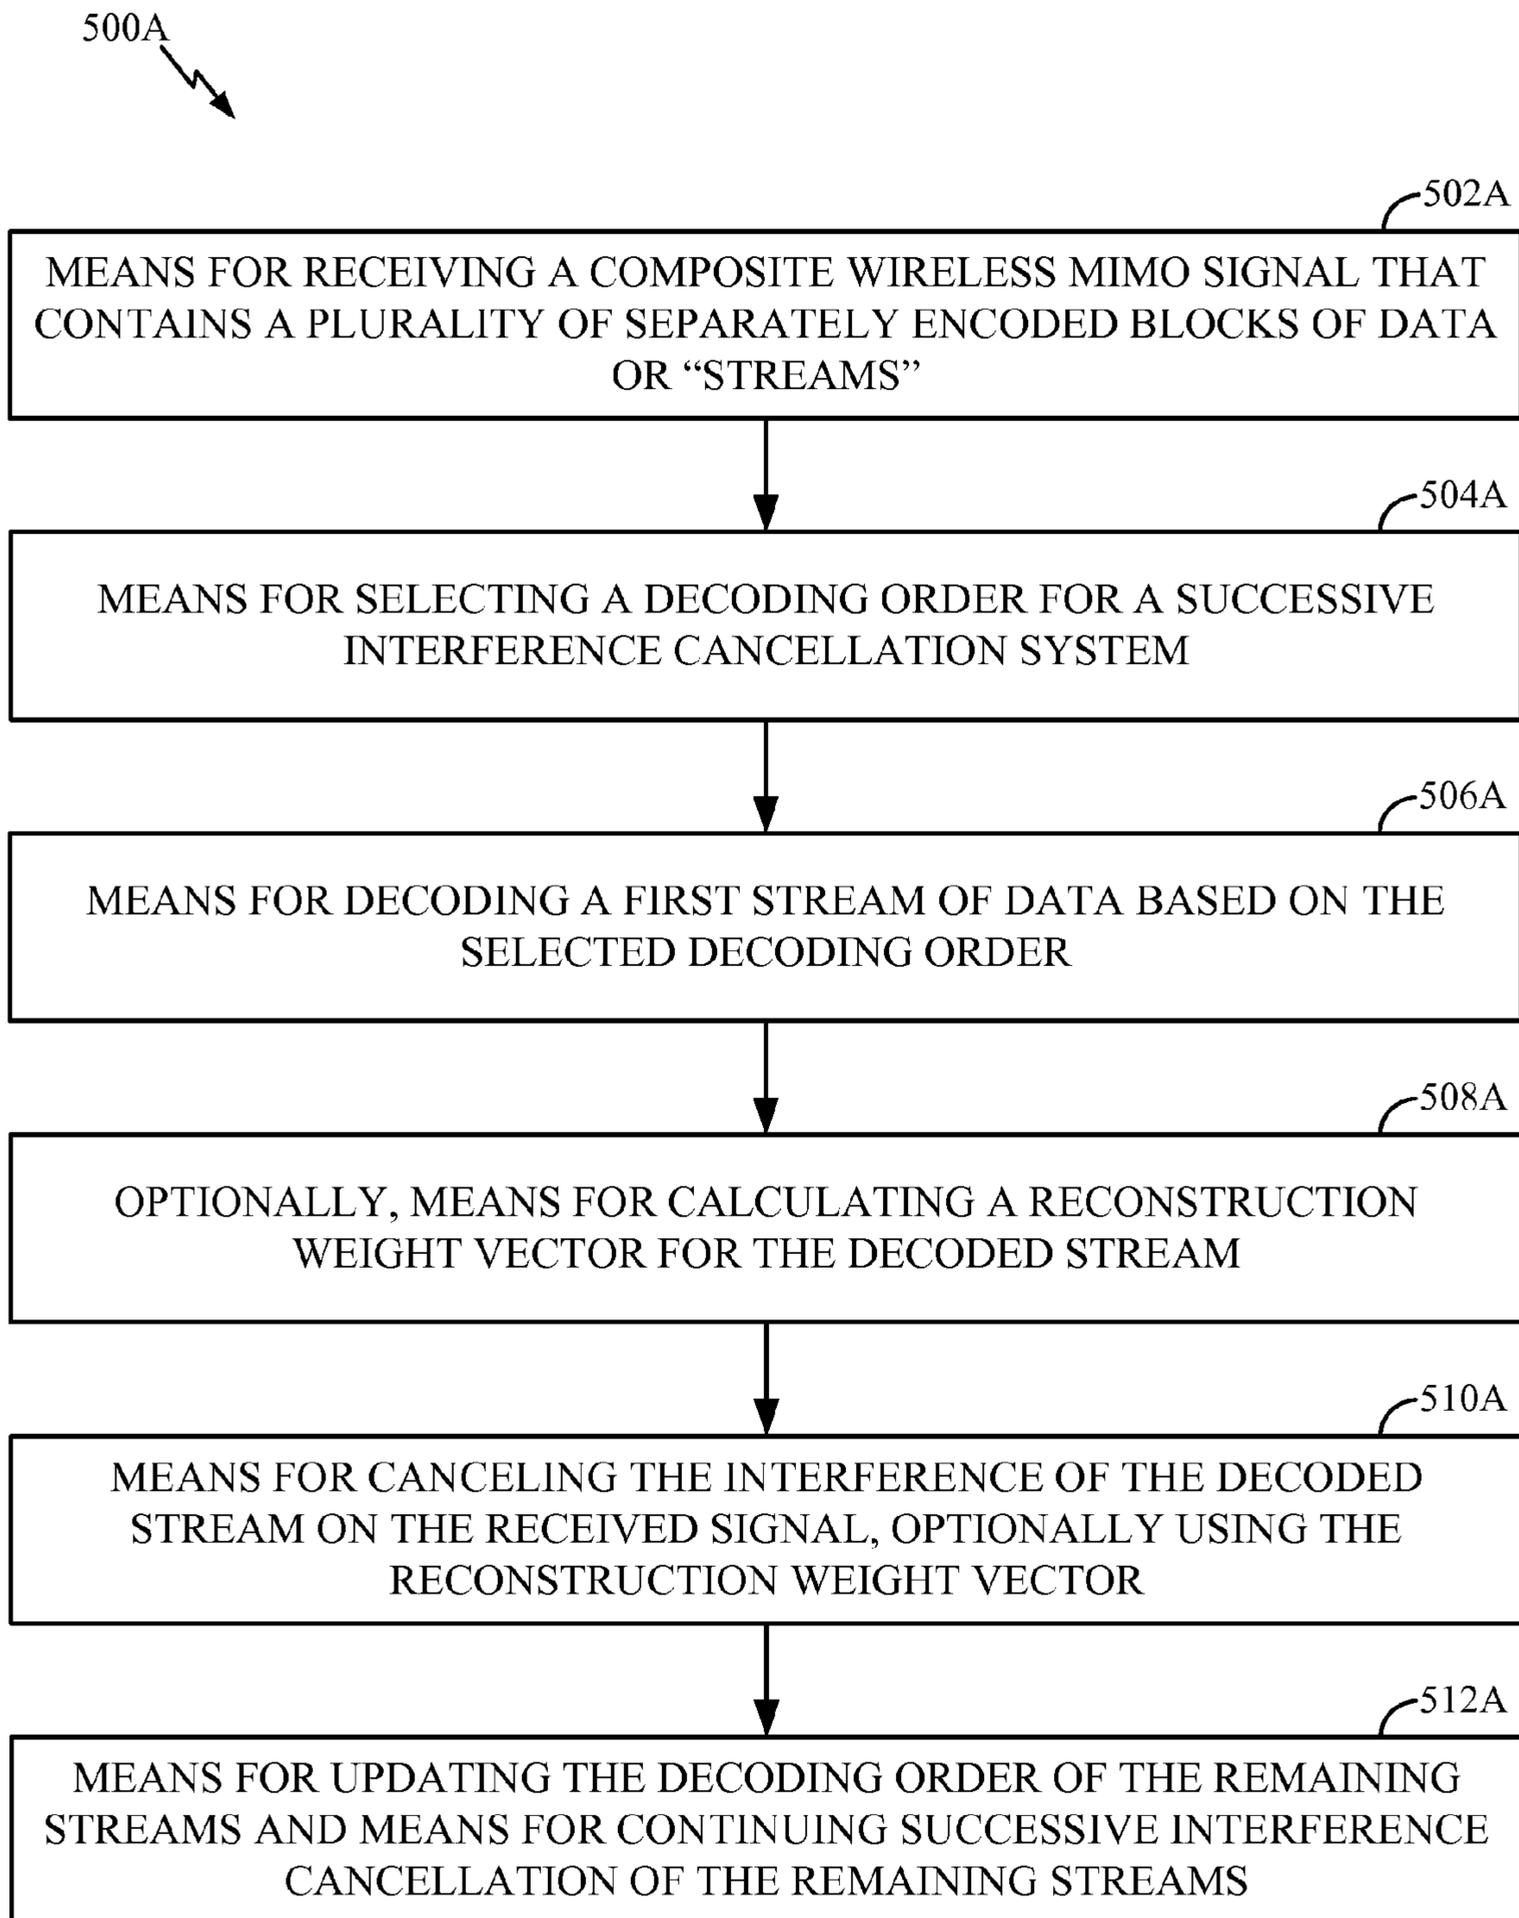 500A
502A
MEANS FOR RECEIVING A COMPOSITE WIRELESS MIMO SIGNAL THAT
CONTAINS A PLURALITY OF SEPARATELY ENCODED BLOCKS OF DATA
OR “STREAMS”
504A
MEANS FOR SELECTING A DECODING ORDER FOR A SUCCESSIVE
INTERFERENCE CANCELLATION SYSTEM
506A
MEANS FOR DECODING A FIRST STREAM OF DATA BASED ON THE
SELECTED DECODING ORDER
508A
OPTIONALLY, MEANS FOR CALCULATING A RECONSTRUCTION
WEIGHT VECTOR FOR THE DECODED STREAM
510A
MEANS FOR CANCELING THE INTERFERENCE OF THE DECODED
STREAM ON THE RECEIVED SIGNAL, OPTIONALLY USING THE
RECONSTRUCTION WEIGHT VECTOR
512A
MEANS FOR UPDATING THE DECODING ORDER OF THE REMAINING
STREAMS AND MEANS FOR CONTINUING SUCCESSIVE INTERFERENCE
CANCELLATION OF THE REMAINING STREAMS